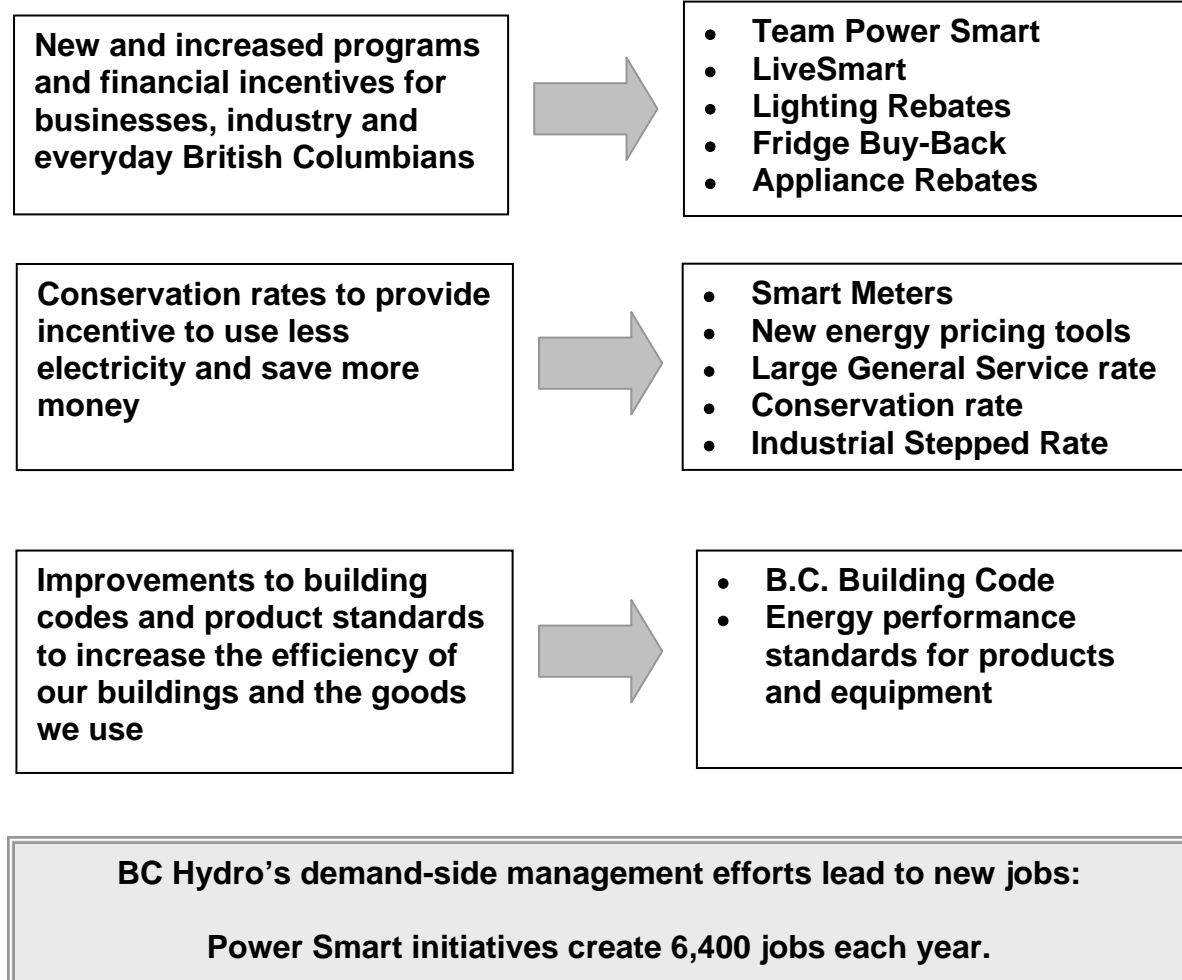 New and increased programs
and financial incentives for
businesses, industry and
everyday British Columbians
• Team Power Smart
• LiveSmart
• Lighting Rebates
• Fridge Buy-Back
• Appliance Rebates
Conservation rates to provide
incentive to use less
electricity and save more
money
• Smart Meters
• New energy pricing tools
• Large General Service rate
• Conservation rate
• Industrial Stepped Rate
Improvements to building
codes and product standards
to increase the efficiency of
our buildings and the goods
we use
• B.C. Building Code
• Energy performance
standards for products
and equipment
BC Hydro’s demand-side management efforts lead to new jobs:
Power Smart initiatives create 6,400 jobs each year.